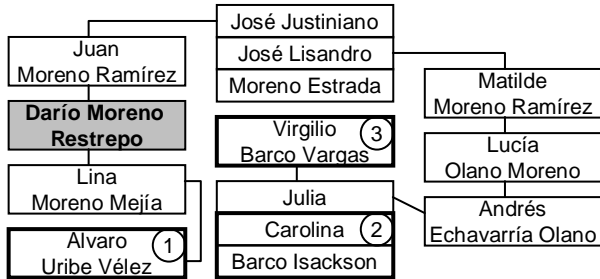 José Justiniano
José Lisandro
Moreno Estrada
Juan
Moreno Ramírez
Darío Moreno
Restrepo
Lina
Moreno Mejía
Alvaro
Uribe Vélez
1
Virgilio
Barco Vargas
3
Julia
Carolina
2
Barco Isackson
Matilde
Moreno Ramírez
Lucía
Olano Moreno
Andrés
Echavarría Olano